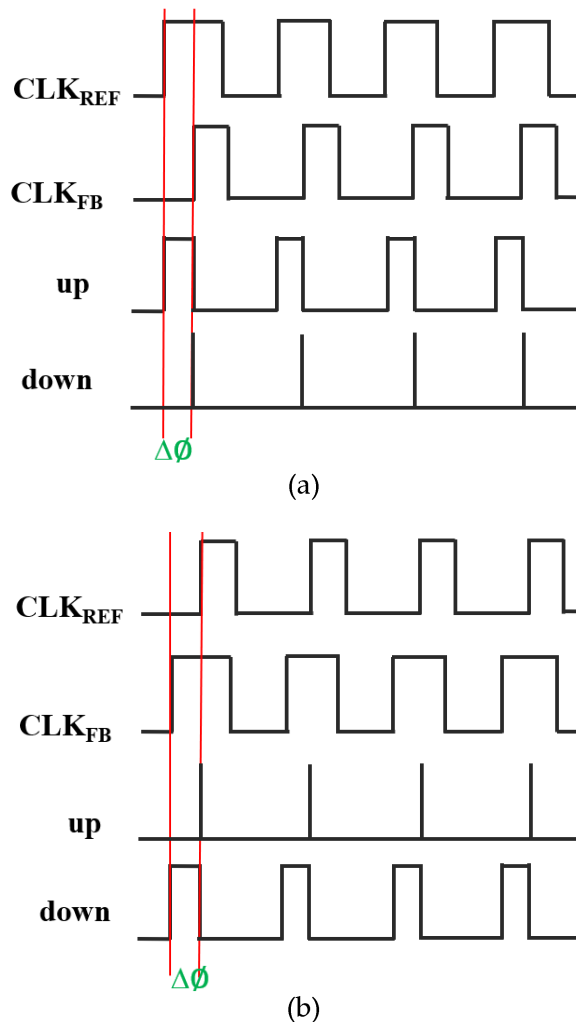 CLKREF
CLKFB
up
down
ΔØ
(a)
CLKREF
CLKFB
up
down
ΔØ
(b)